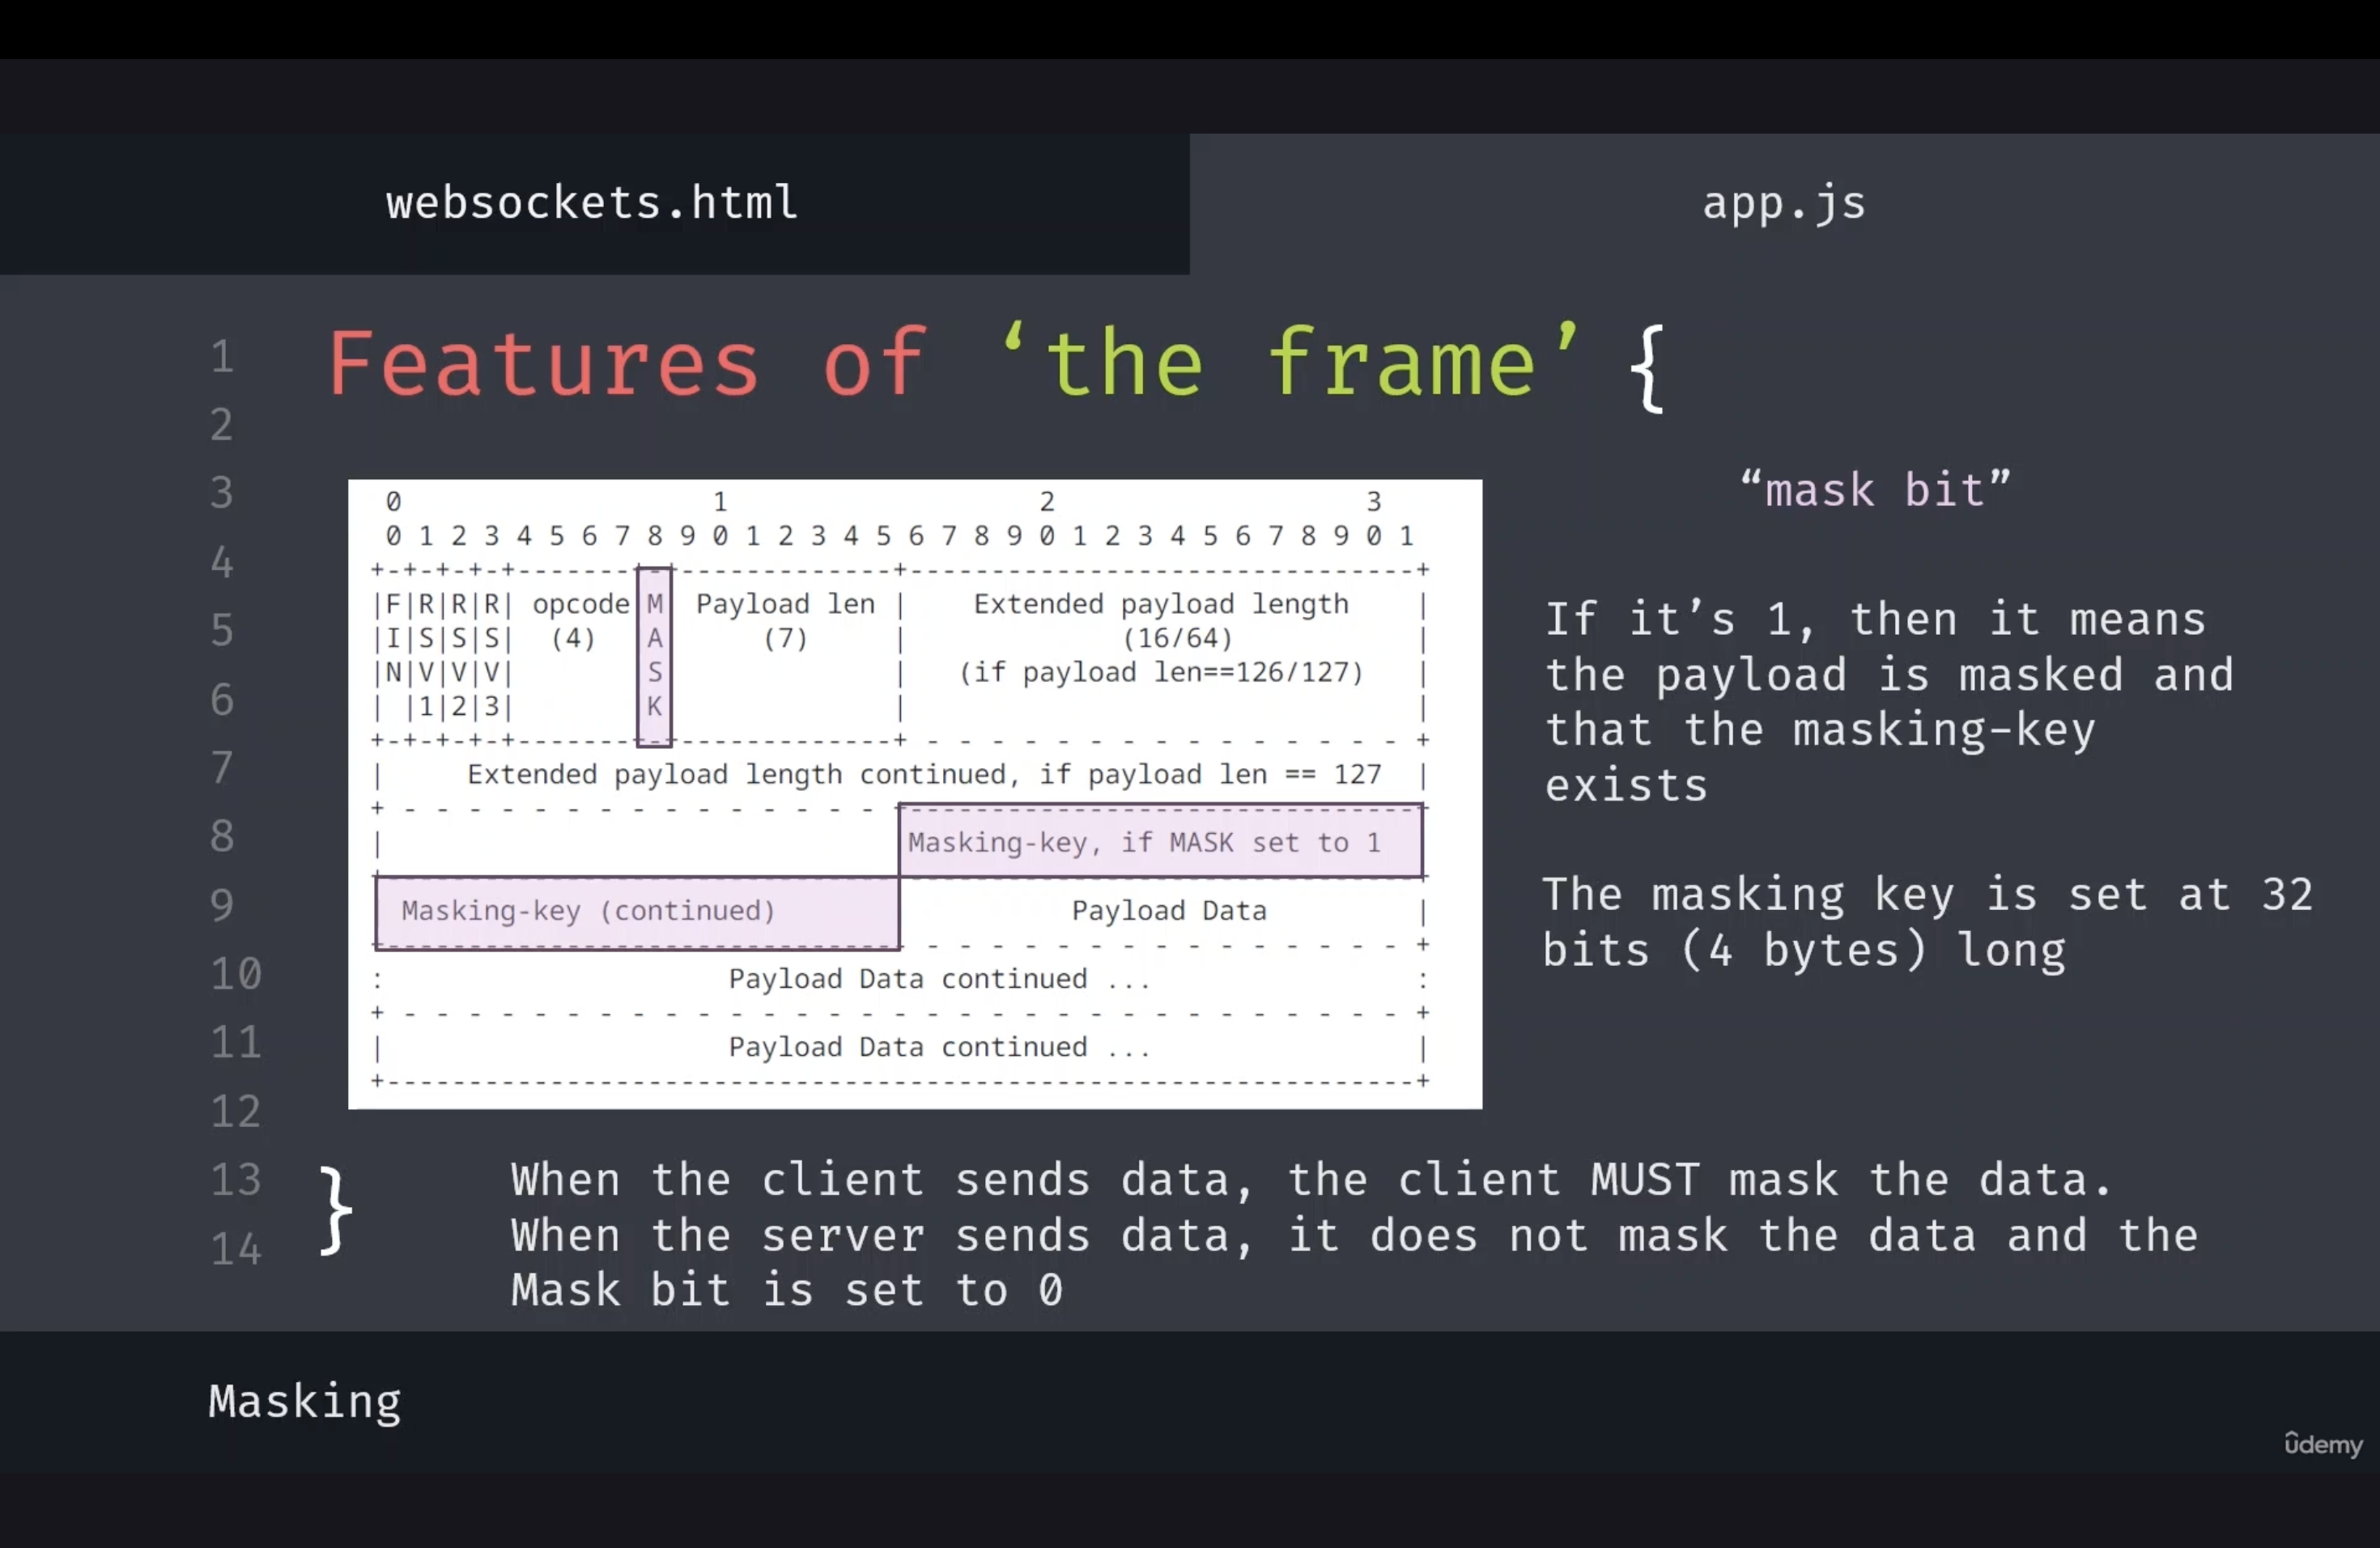 websockets.html
app.js
1
2
3
4
5
6
7
8
9
10
11
12
13
14
Features of ‘the frame’ {
0 1 2 3
0 1 2 3 4 5 6 7 8 9 0 1 2 3 4 5 6 7 8 9 0 1 2 3 4 5 6 7 8 9 0 1
+-+-+-+-+-------+-+-------------+-------------------------------+
|F|R|R|R| opcode|M| Payload len |    Extended payload length    |
|I|S|S|S|  (4)  |A|     (7)     |             (16/64)           |
|N|V|V|V|       |S|             |   (if payload len==126/127)   |
| |1|2|3|       |K|             |                               |
+-+-+-+-+-------+-+-------------+ - - - - - - - - - - - - - - - +
|     Extended payload length continued, if payload len == 127  |
+ - - - - - - - - - - - - - - - +-------------------------------+
|                               |Masking-key, if MASK set to 1  |
+-------------------------------+-------------------------------+
| Masking-key (continued)       |          Payload Data         |
+-------------------------------- - - - - - - - - - - - - - - - +
:                     Payload Data continued ...                :
+ - - - - - - - - - - - - - - - - - - - - - - - - - - - - - - - +
|                     Payload Data continued ...                |
+---------------------------------------------------------------+
“mask bit”
If it’s 1, then it means
the payload is masked and
that the masking-key
exists
The masking key is set at 32
bits (4 bytes) long
}
When the client sends data, the client MUST mask the data.
When the server sends data, it does not mask the data and the
Mask bit is set to 0
Masking
ûdemy